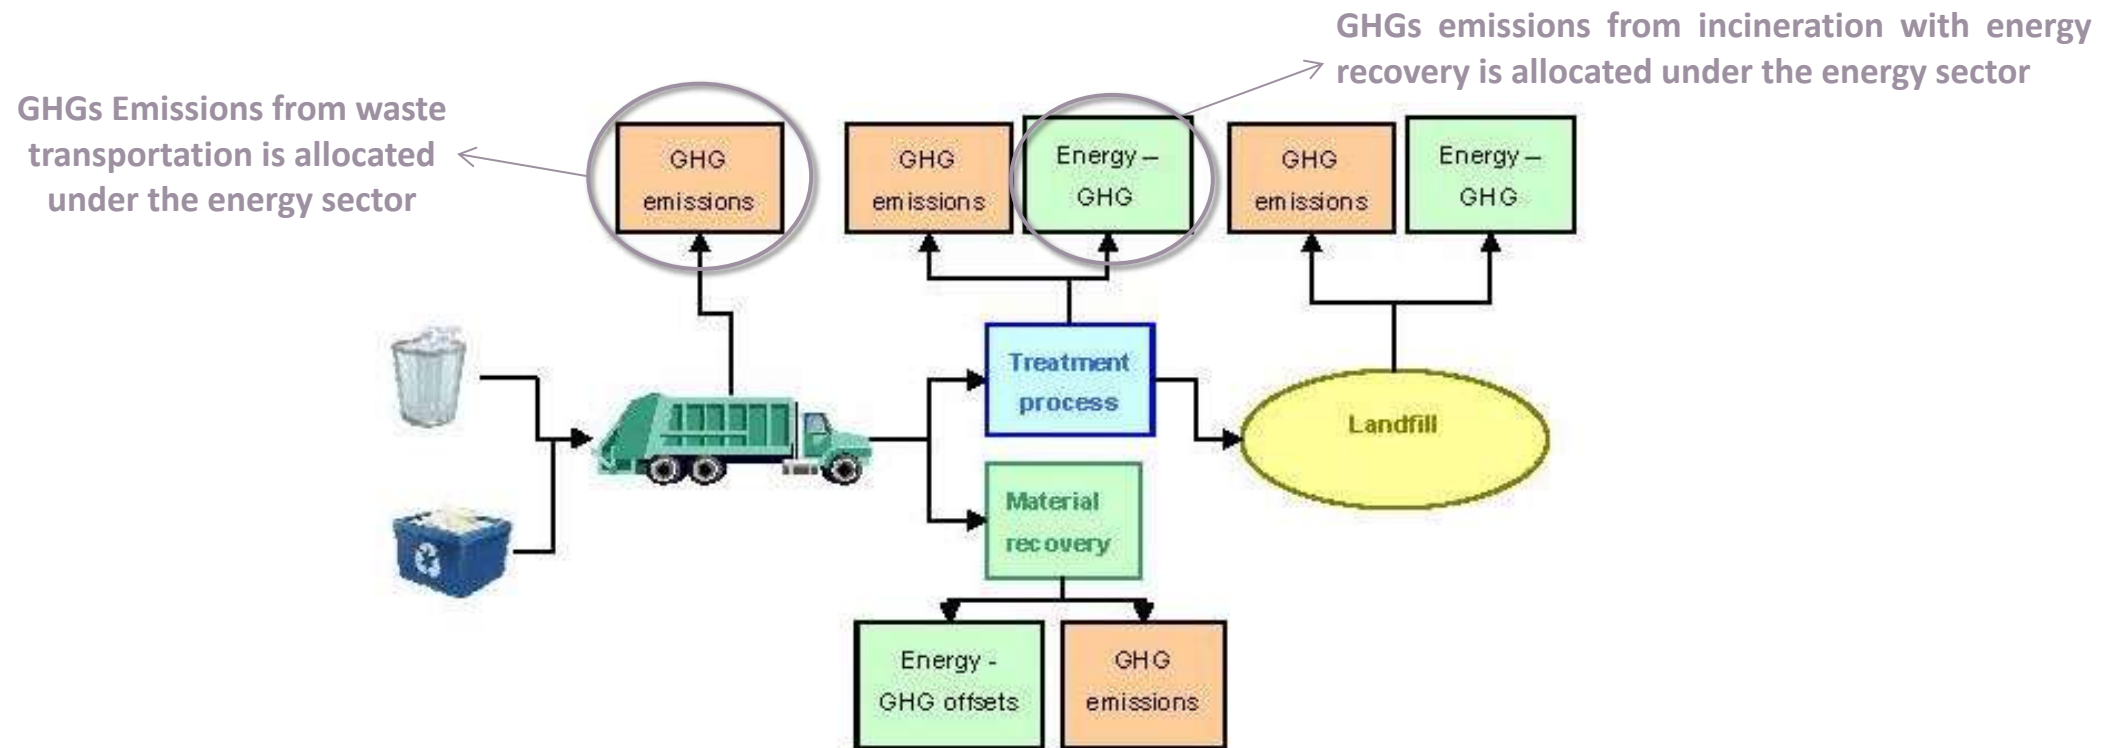 GHGs emissions from incineration with energy
recovery is allocated under the energy sector
GHGs Emissions from waste
transportation is allocated
under the energy sector
GHG
emissions
GHG
emissions
Energy –
GHG
GHG
emissions
Energy –
GHG
Treatment
process
Landfill
Material
recovery
Energy -
GHG offsets
GHG
emissions